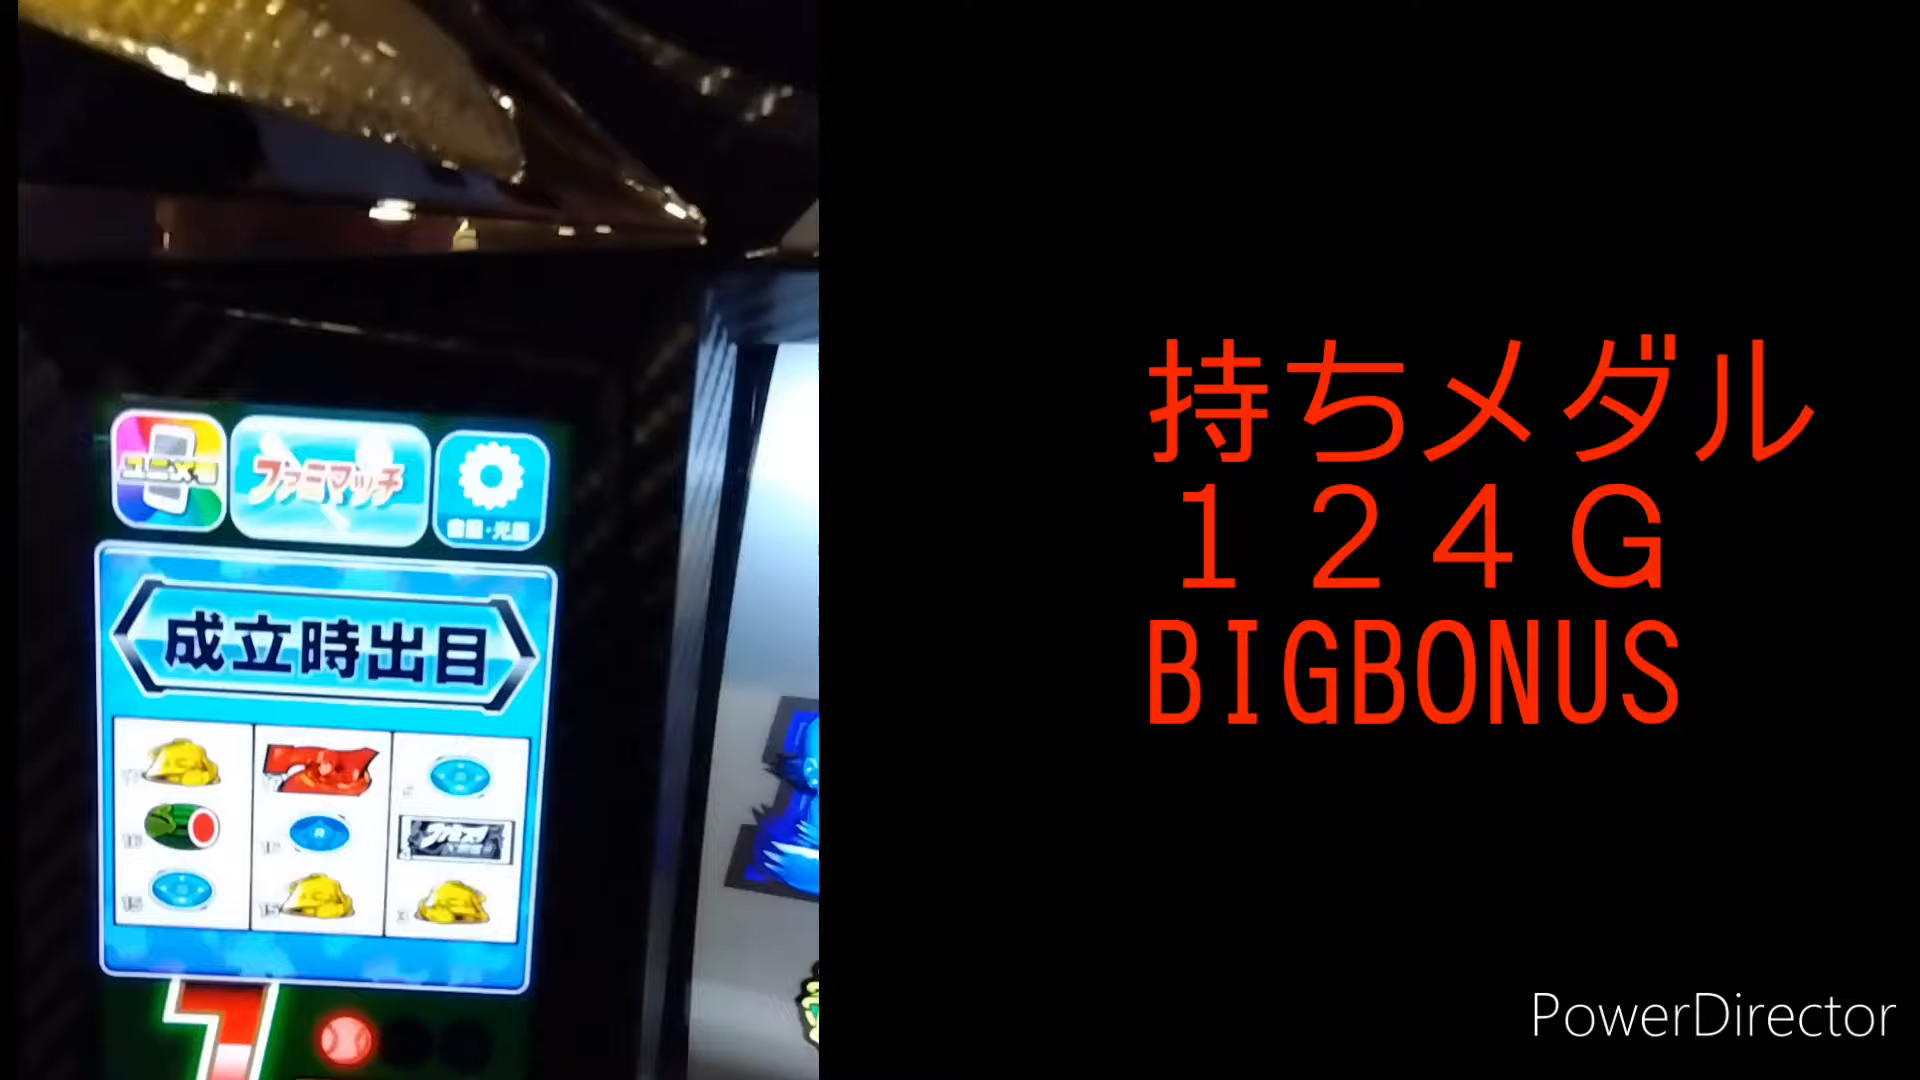 ユニメモ
ファミマッチ
音量・光量
成立時出目
持ちメダル
１２４Ｇ
BIGBONUS
PowerDirector